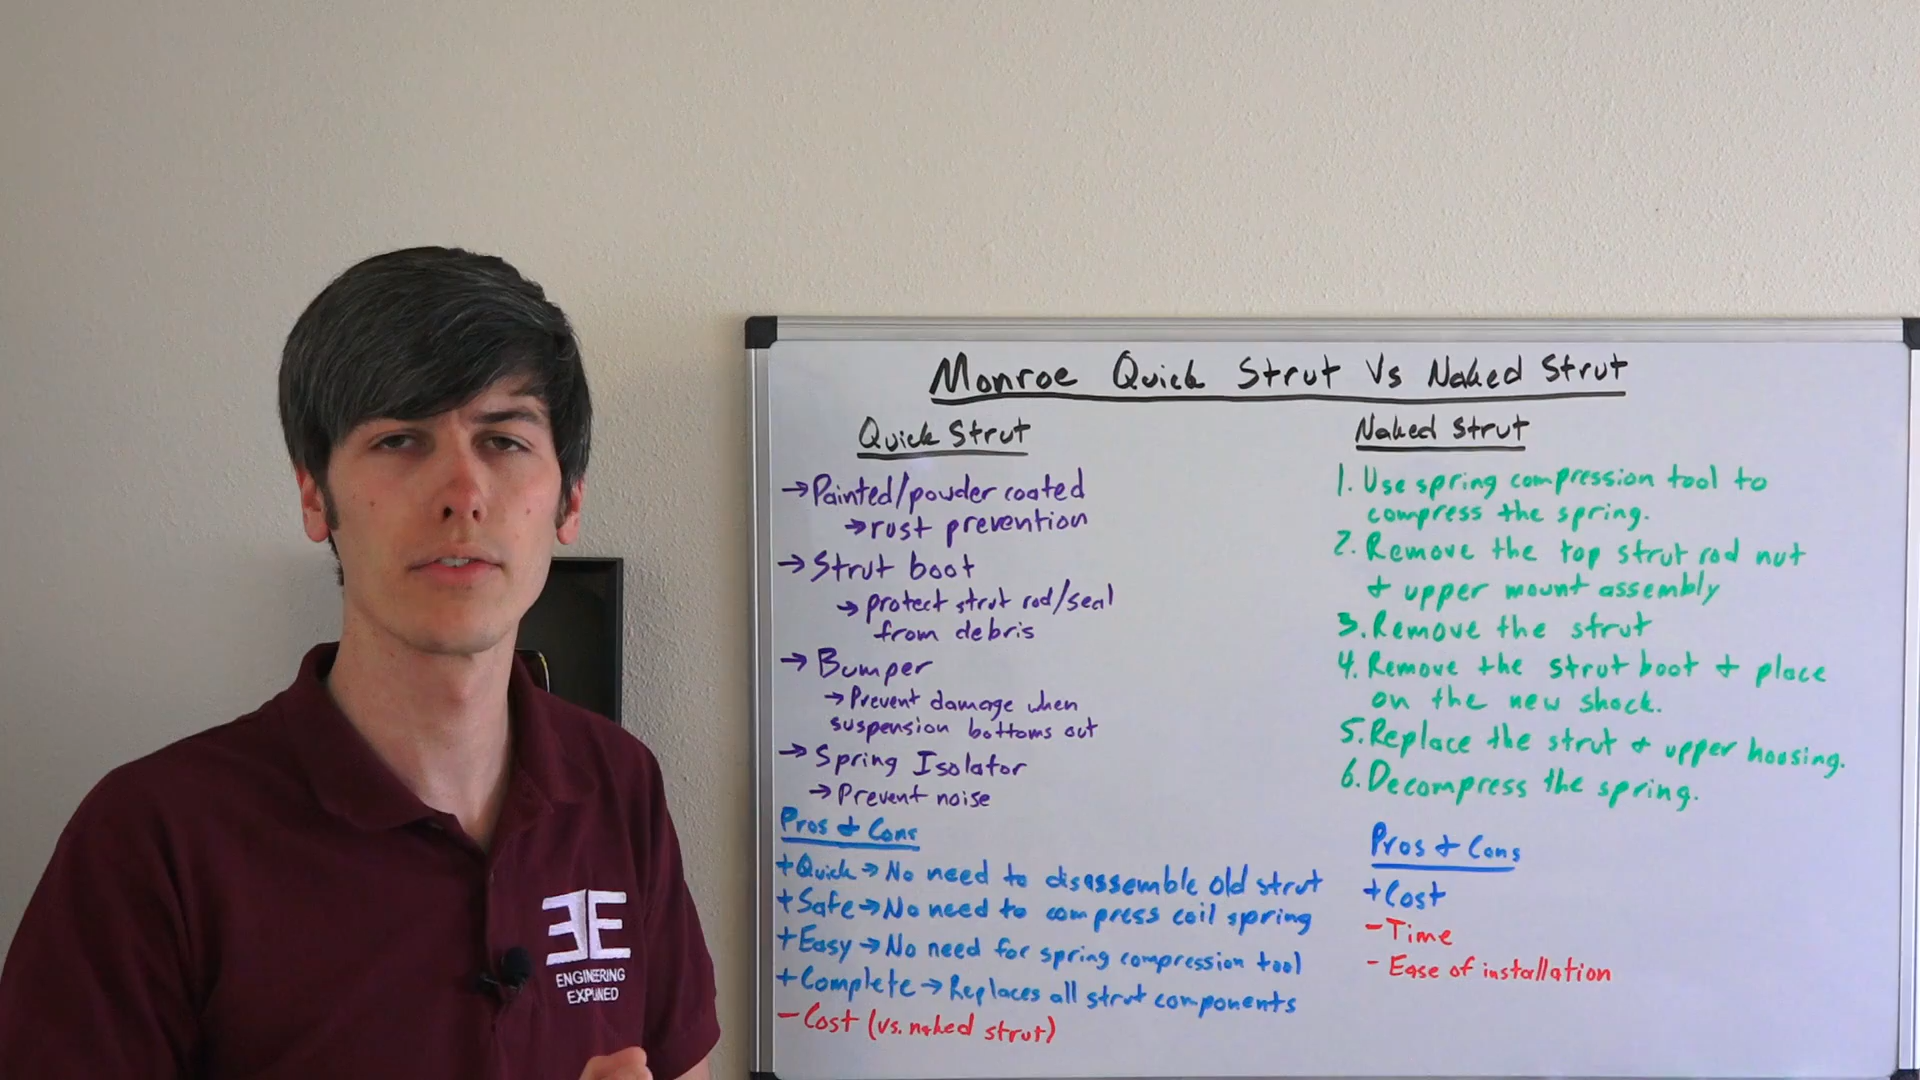 Monroe Quick Strut Vs Naked Strut
Quick Strut
→ Painted/powder coated
→ rust prevention
→ Strut boot
→ protect strut rod/seal
from debris
→ Bumper
→ Prevent damage when
suspension bottoms out
→ Spring Isolator
→ Prevent noise
Pros & Cons
+Quick → No need to disassemble old strut
+Safe → No need to compress coil spring
+Easy → No need for spring compression tool
+Complete → Replaces all strut components
- Cost (vs. naked strut)
Naked Strut
1. Use spring compression tool to
compress the spring.
2. Remove the top strut rod nut
& upper mount assembly
3. Remove the strut
4. Remove the strut boot & place
on the new shock.
5. Replace the strut & upper housing.
6. Decompress the spring.
Pros & Cons
+Cost
- Time
- Ease of installation
EE
ENGINEERING
EXPLAINED